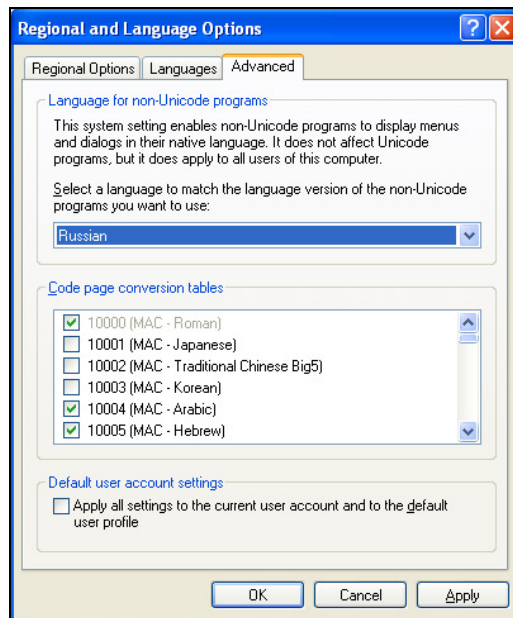 Regional and Language Options
Regional Options Languages Advanced
Language for non-Unicode programs
This system setting enables non-Unicode programs to display menus
and dialogs in their native language. It does not affect Unicode
programs, but it does apply to all users of this computer.
Select a language to match the language version of the non-Unicode
programs you want to use:
Russian
Code page conversion tables
10000 (MAC - Roman)
10001 (MAC - Japanese)
10002 (MAC - Traditional Chinese Big5)
10003 (MAC - Korean)
10004 (MAC - Arabic)
10005 (MAC - Hebrew)
Default user account settings
Apply all settings to the current user account and to the default
user profile
OK Cancel Apply